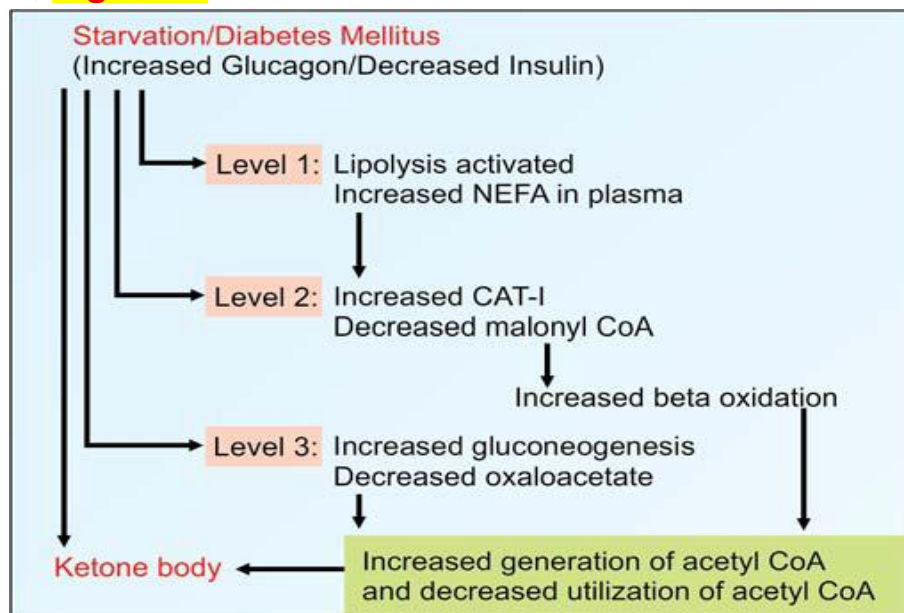 Starvation/Diabetes Mellitus
(Increased Glucagon/Decreased Insulin)
Level 1: Lipolysis activated
Increased NEFA in plasma
Level 2: Increased CAT-I
Decreased malonyl CoA
Increased beta oxidation
Level 3: Increased gluconeogenesis
Decreased oxaloacetate
Increased generation of acetyl CoA
and decreased utilization of acetyl CoA
Ketone body